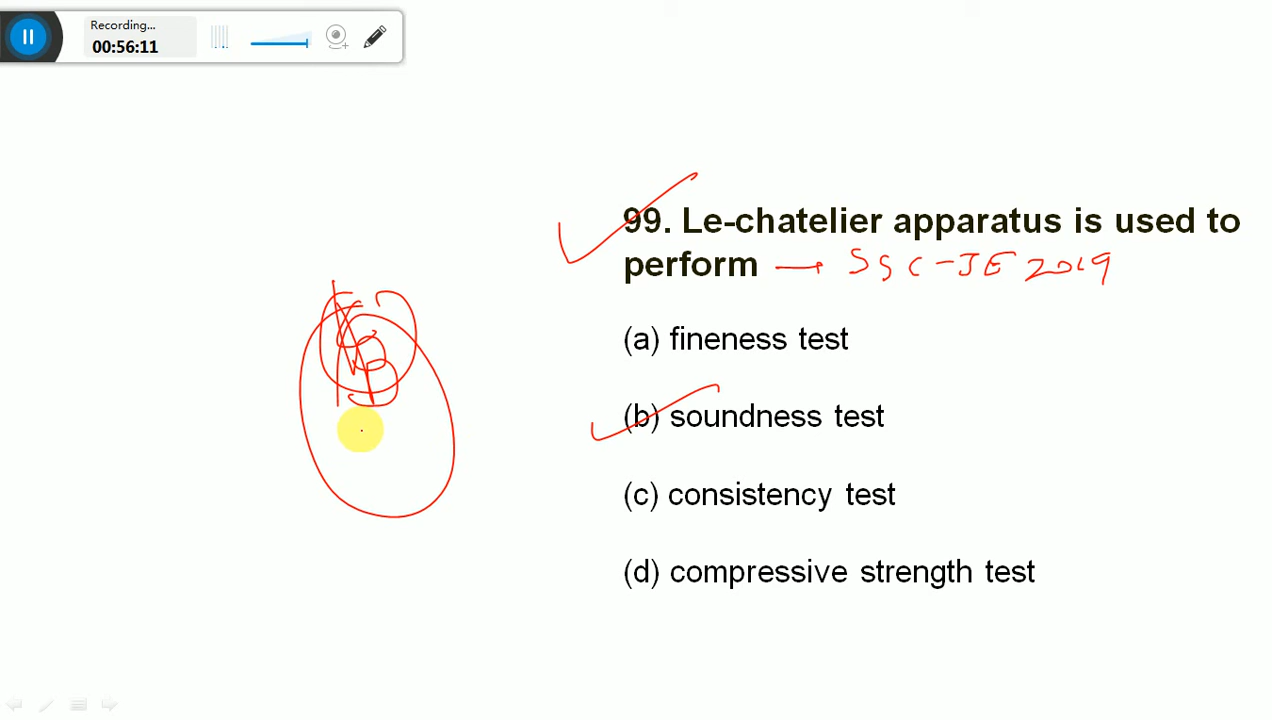 Recording...
00:56:11
99. Le-chatelier apparatus is used to
perform → SSC-JE 2019
(a) fineness test
(b) soundness test
(c) consistency test
(d) compressive strength test